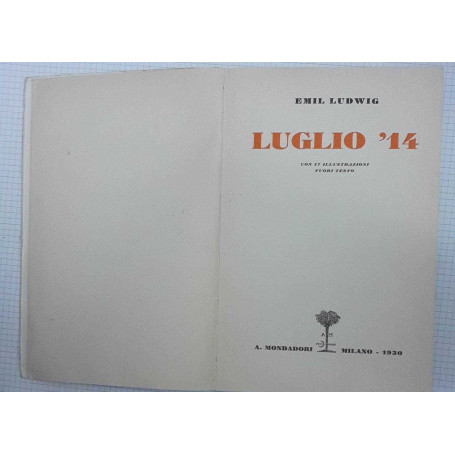 EMIL LUDWIG
LUGLIO '14
CON 17 ILLUSTRAZIONI
FUORI TESTO
A. MONDADORI MILANO - 1930